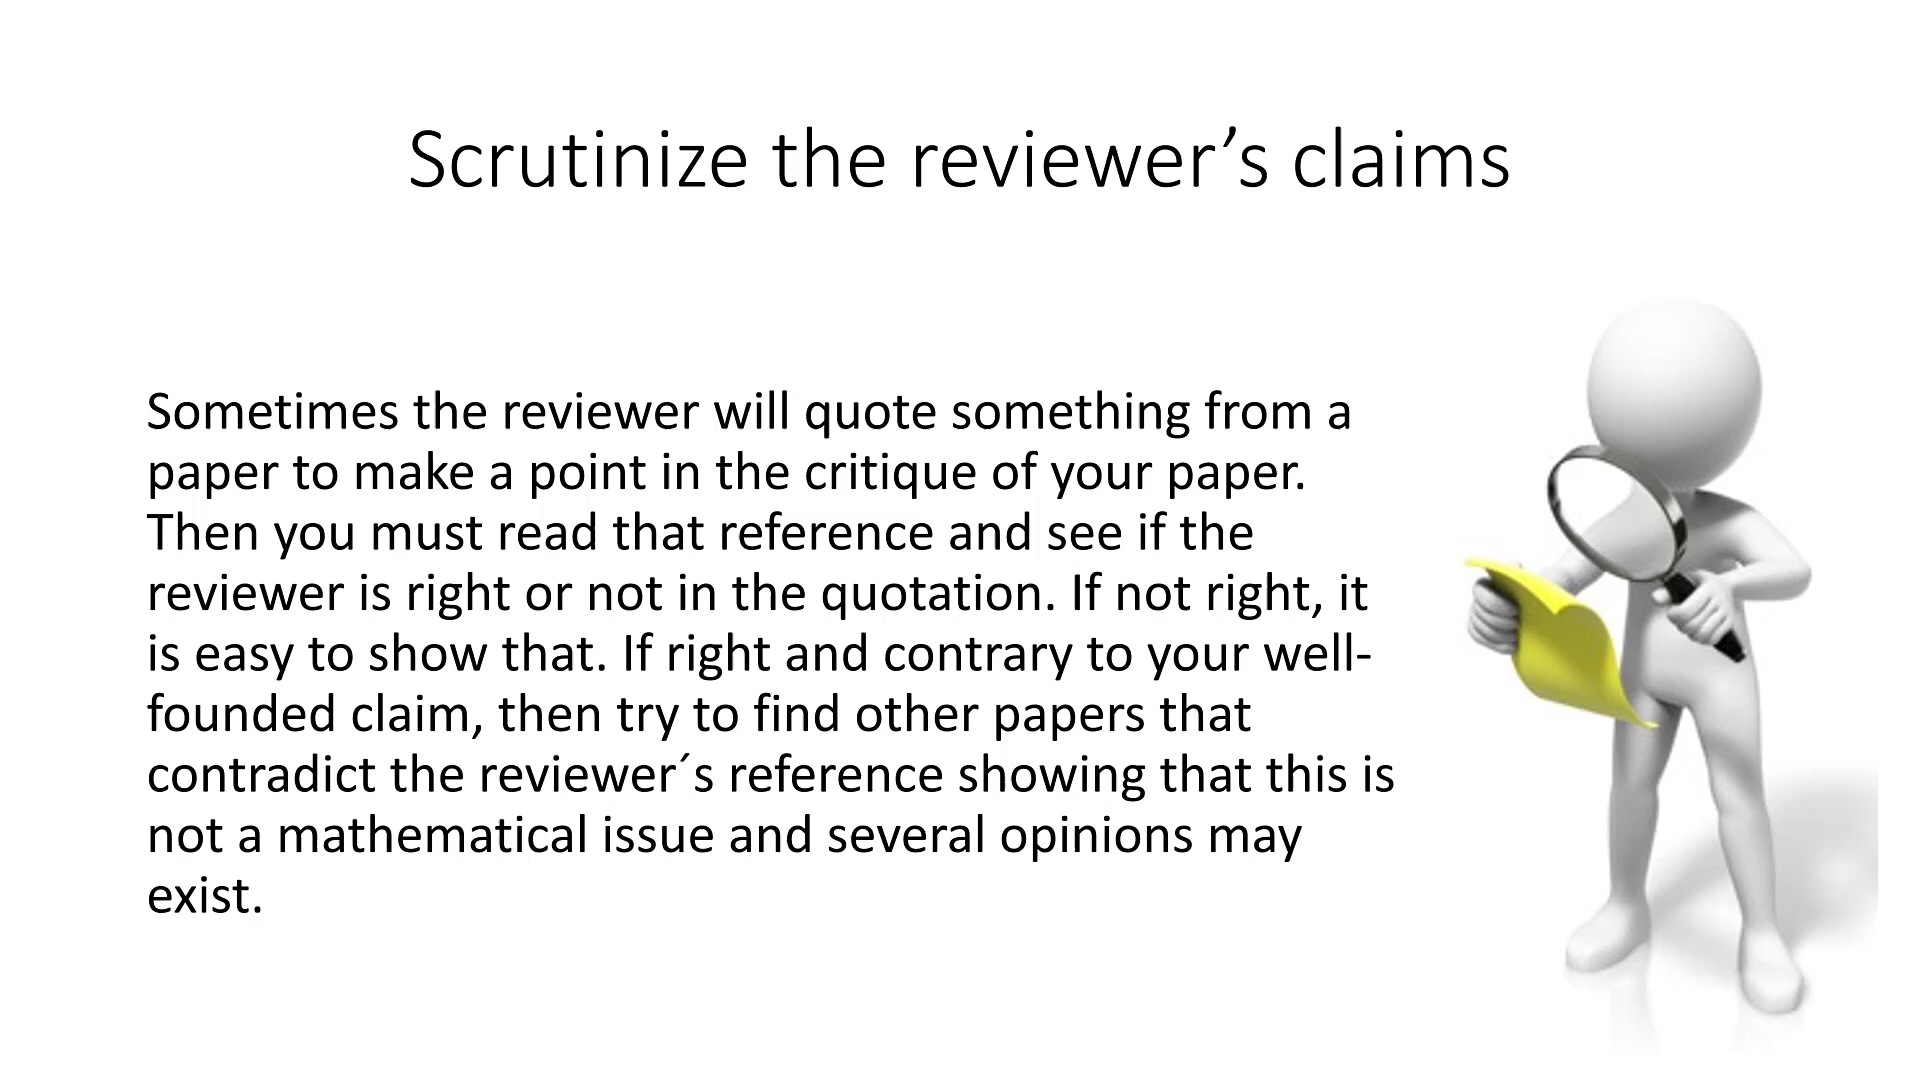 Scrutinize the reviewer’s claims
Sometimes the reviewer will quote something from a
paper to make a point in the critique of your paper.
Then you must read that reference and see if the
reviewer is right or not in the quotation. If not right, it
is easy to show that. If right and contrary to your well-
founded claim, then try to find other papers that
contradict the reviewer´s reference showing that this is
not a mathematical issue and several opinions may
exist.